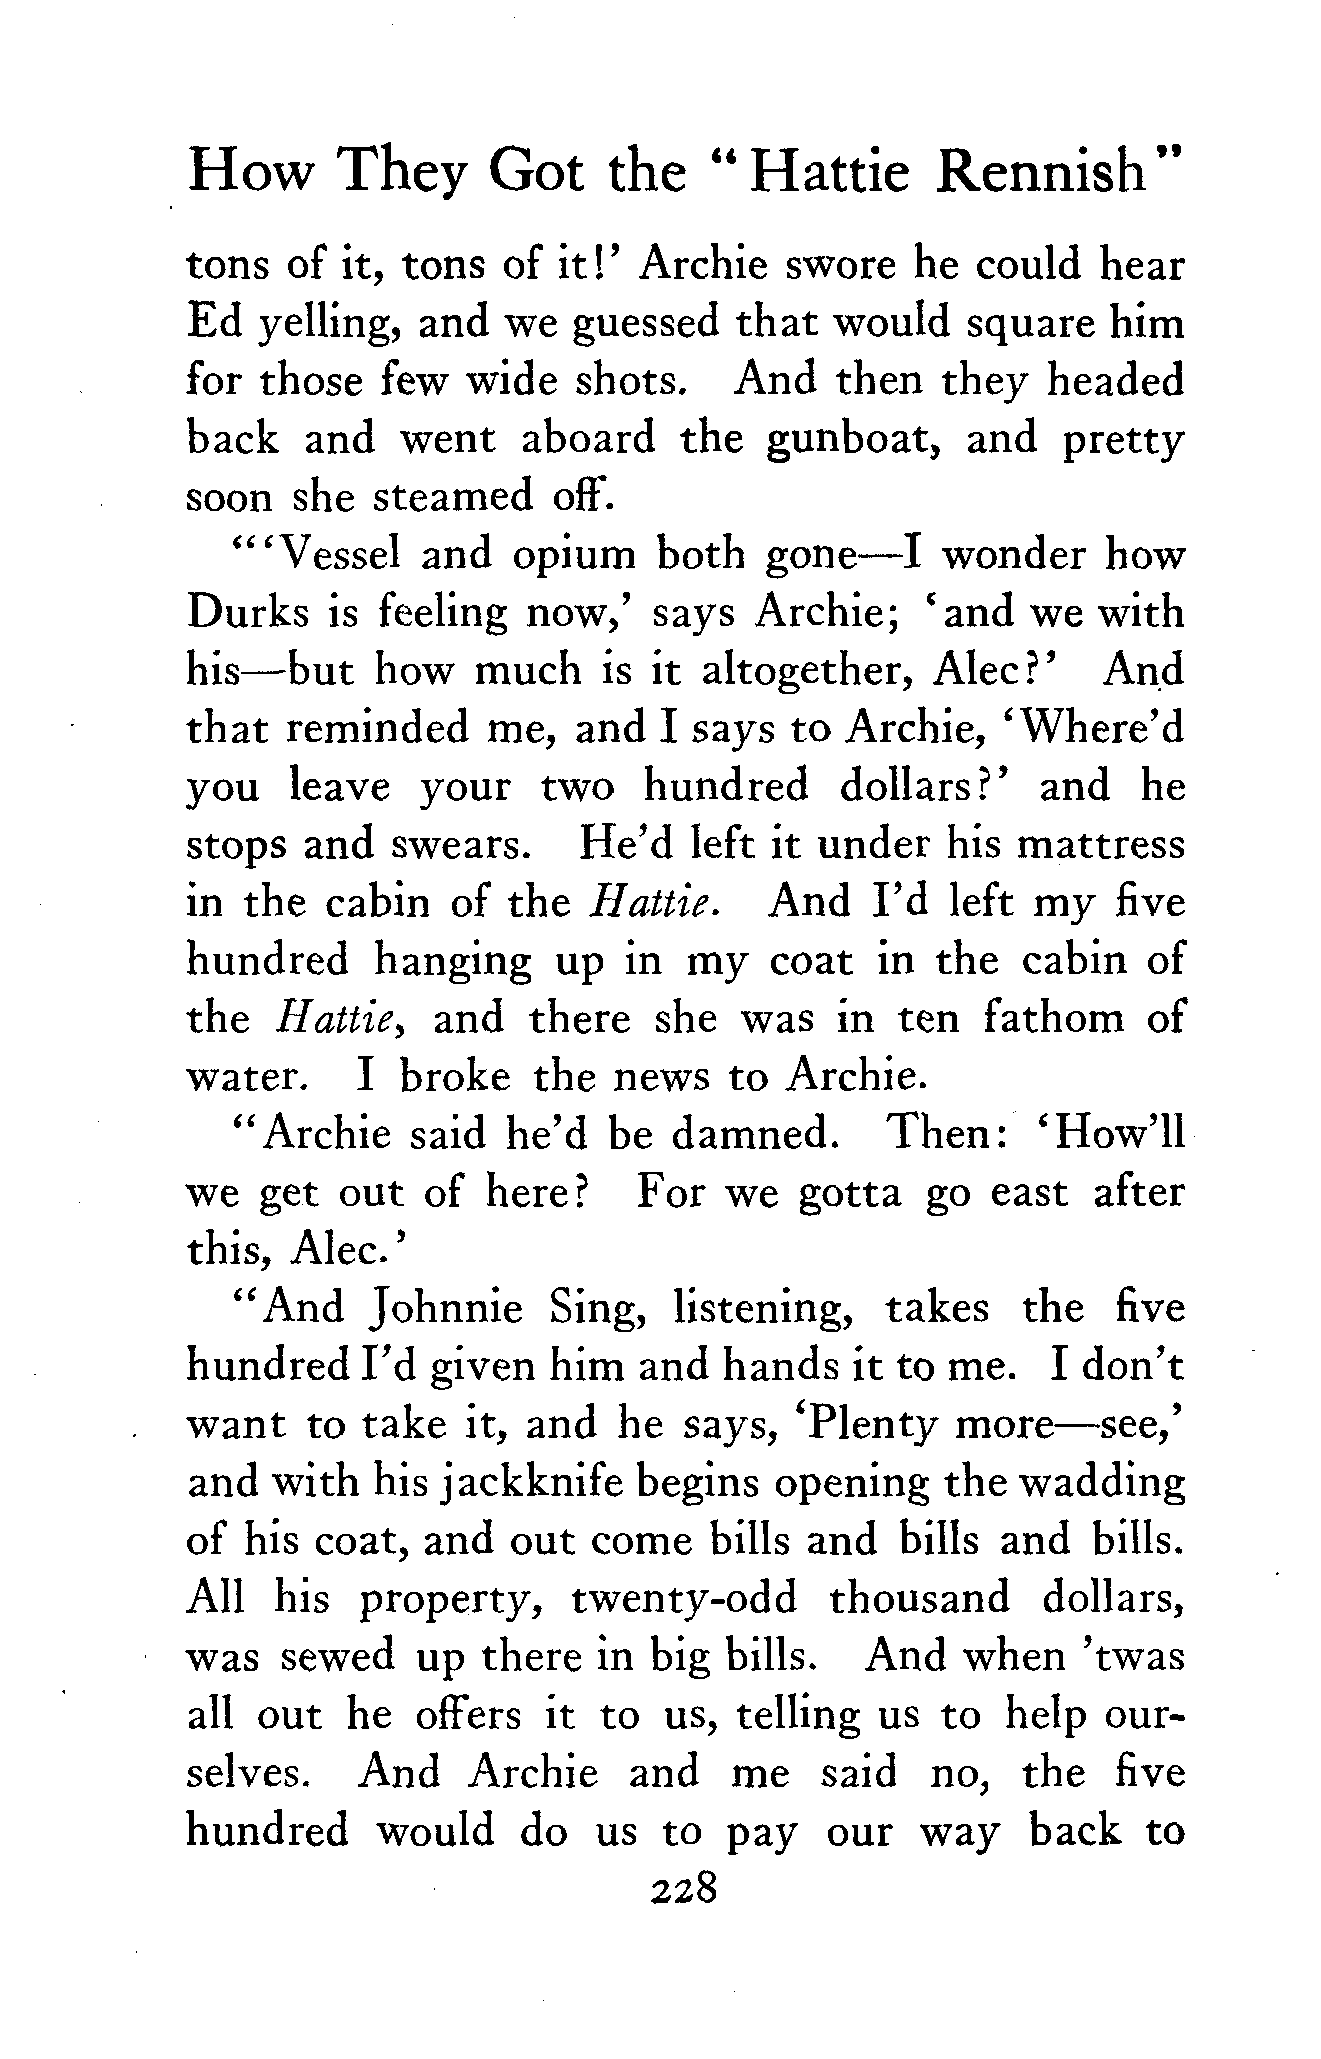 How They Got the "Hattie Rennish"
tons of it, tons of it!' Archie swore he could hear
Ed yelling, and we guessed that would square him
for those few wide shots. And then they headed
back and went aboard the gunboat, and pretty
soon she steamed off.
"'Vessel and opium both gone—I wonder how
Durks is feeling now,' says Archie; 'and we with
his—but how much is it altogether, Alec?' And
that reminded me, and I says to Archie, 'Where'd
you leave your two hundred dollars?' and he
stops and swears. He'd left it under his mattress
in the cabin of the Hattie. And I'd left my five
hundred hanging up in my coat in the cabin of
the Hattie, and there she was in ten fathom of
water. I broke the news to Archie.
"Archie said he'd be damned. Then: 'How'll
we get out of here? For we gotta go east after
this, Alec.'
"And Johnnie Sing, listening, takes the five
hundred I'd given him and hands it to me. I don't
want to take it, and he says, 'Plenty more—see,'
and with his jackknife begins opening the wadding
of his coat, and out come bills and bills and bills.
All his property, twenty-odd thousand dollars,
was sewed up there in big bills. And when 'twas
all out he offers it to us, telling us to help our-
selves. And Archie and me said no, the five
hundred would do us to pay our way back to
228